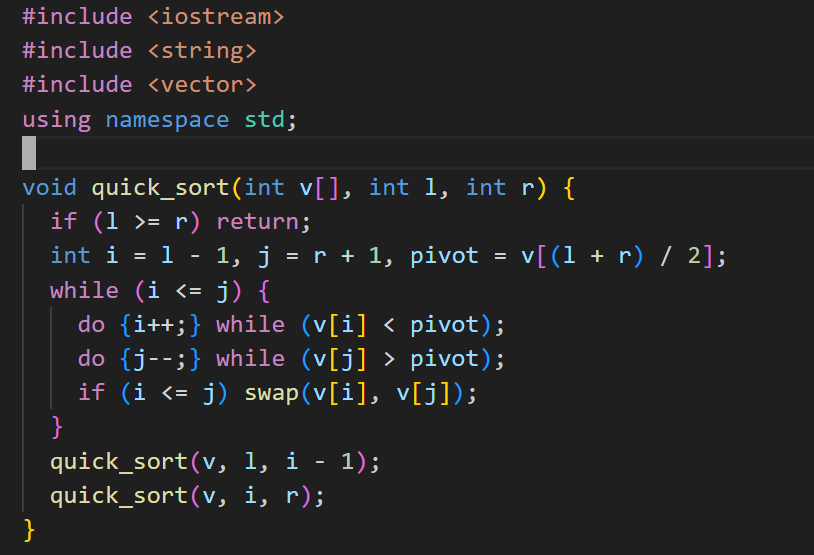 #include <iostream>
#include <string>
#include <vector>
using namespace std;
void quick_sort(int v[], int l, int r) {
if (l >= r) return;
int i = l - 1, j = r + 1, pivot = v[(l + r) / 2];
while (i <= j) {
do {i++;} while (v[i] < pivot);
do {j--;} while (v[j] > pivot);
if (i <= j) swap(v[i], v[j]);
}
quick_sort(v, l, i - 1);
quick_sort(v, i, r);
}